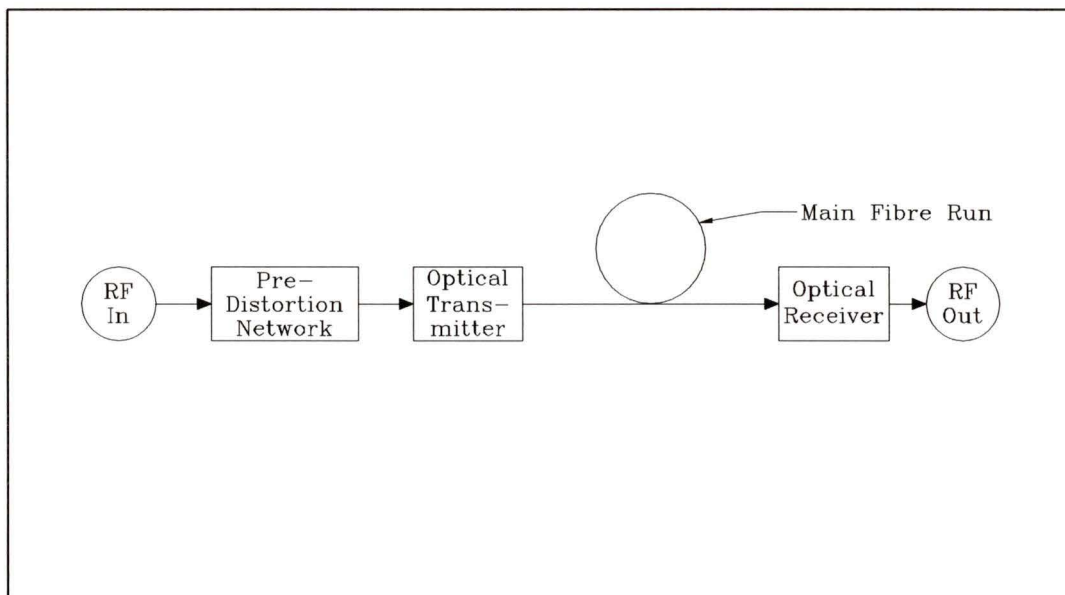 RF
In
Pre-
Distortion
Network
Optical
Trans-
mitter
Main Fibre Run
Optical
Receiver
RF
Out